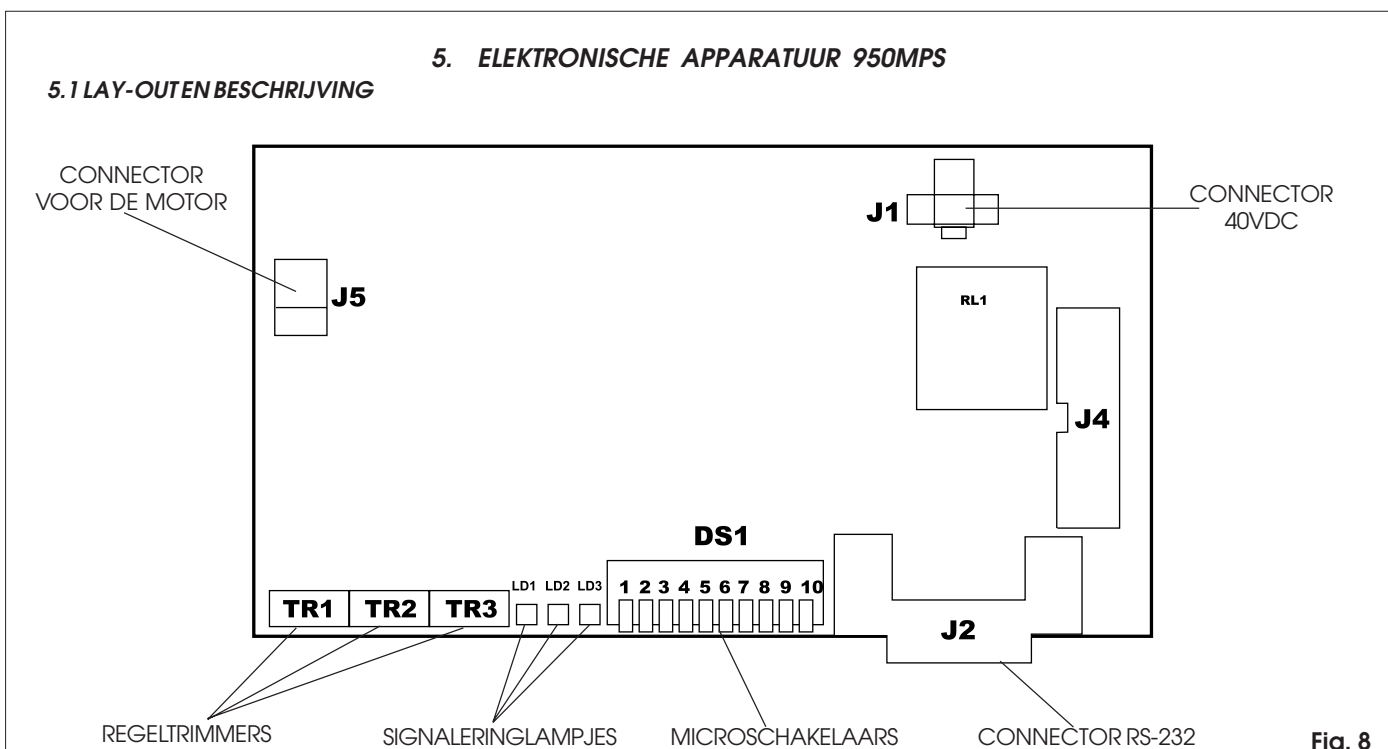 5. ELEKTRONISCHE APPARATUUR 950MPS
5.1 LAY-OUT EN BESCHRIJVING
CONNECTOR
VOOR DE MOTOR
CONNECTOR
40VDC
J1
J5
RL1
J4
DS1
LD1 LD2 LD3
1 2 3 4 5 6 7 8 9 10
TR1 TR2 TR3
J2
REGELTRIMMERS
SIGNALERINGLAMPJES
MICROSCHAKELAARS
CONNECTOR RS-232
Fig. 8